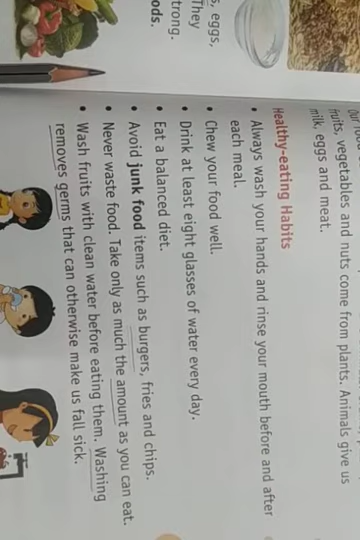 s, eggs,
They
trong.
ods.
fruits, vegetables and nuts come from plants. Animals give us
milk, eggs and meat.
Healthy-eating Habits
• Always wash your hands and rinse your mouth before and after
each meal.
• Chew your food well.
• Drink at least eight glasses of water every day.
• Eat a balanced diet.
• Avoid junk food items such as burgers, fries and chips.
• Never waste food. Take only as much the amount as you can eat.
• Wash fruits with clean water before eating them. Washing
removes germs that can otherwise make us fall sick.